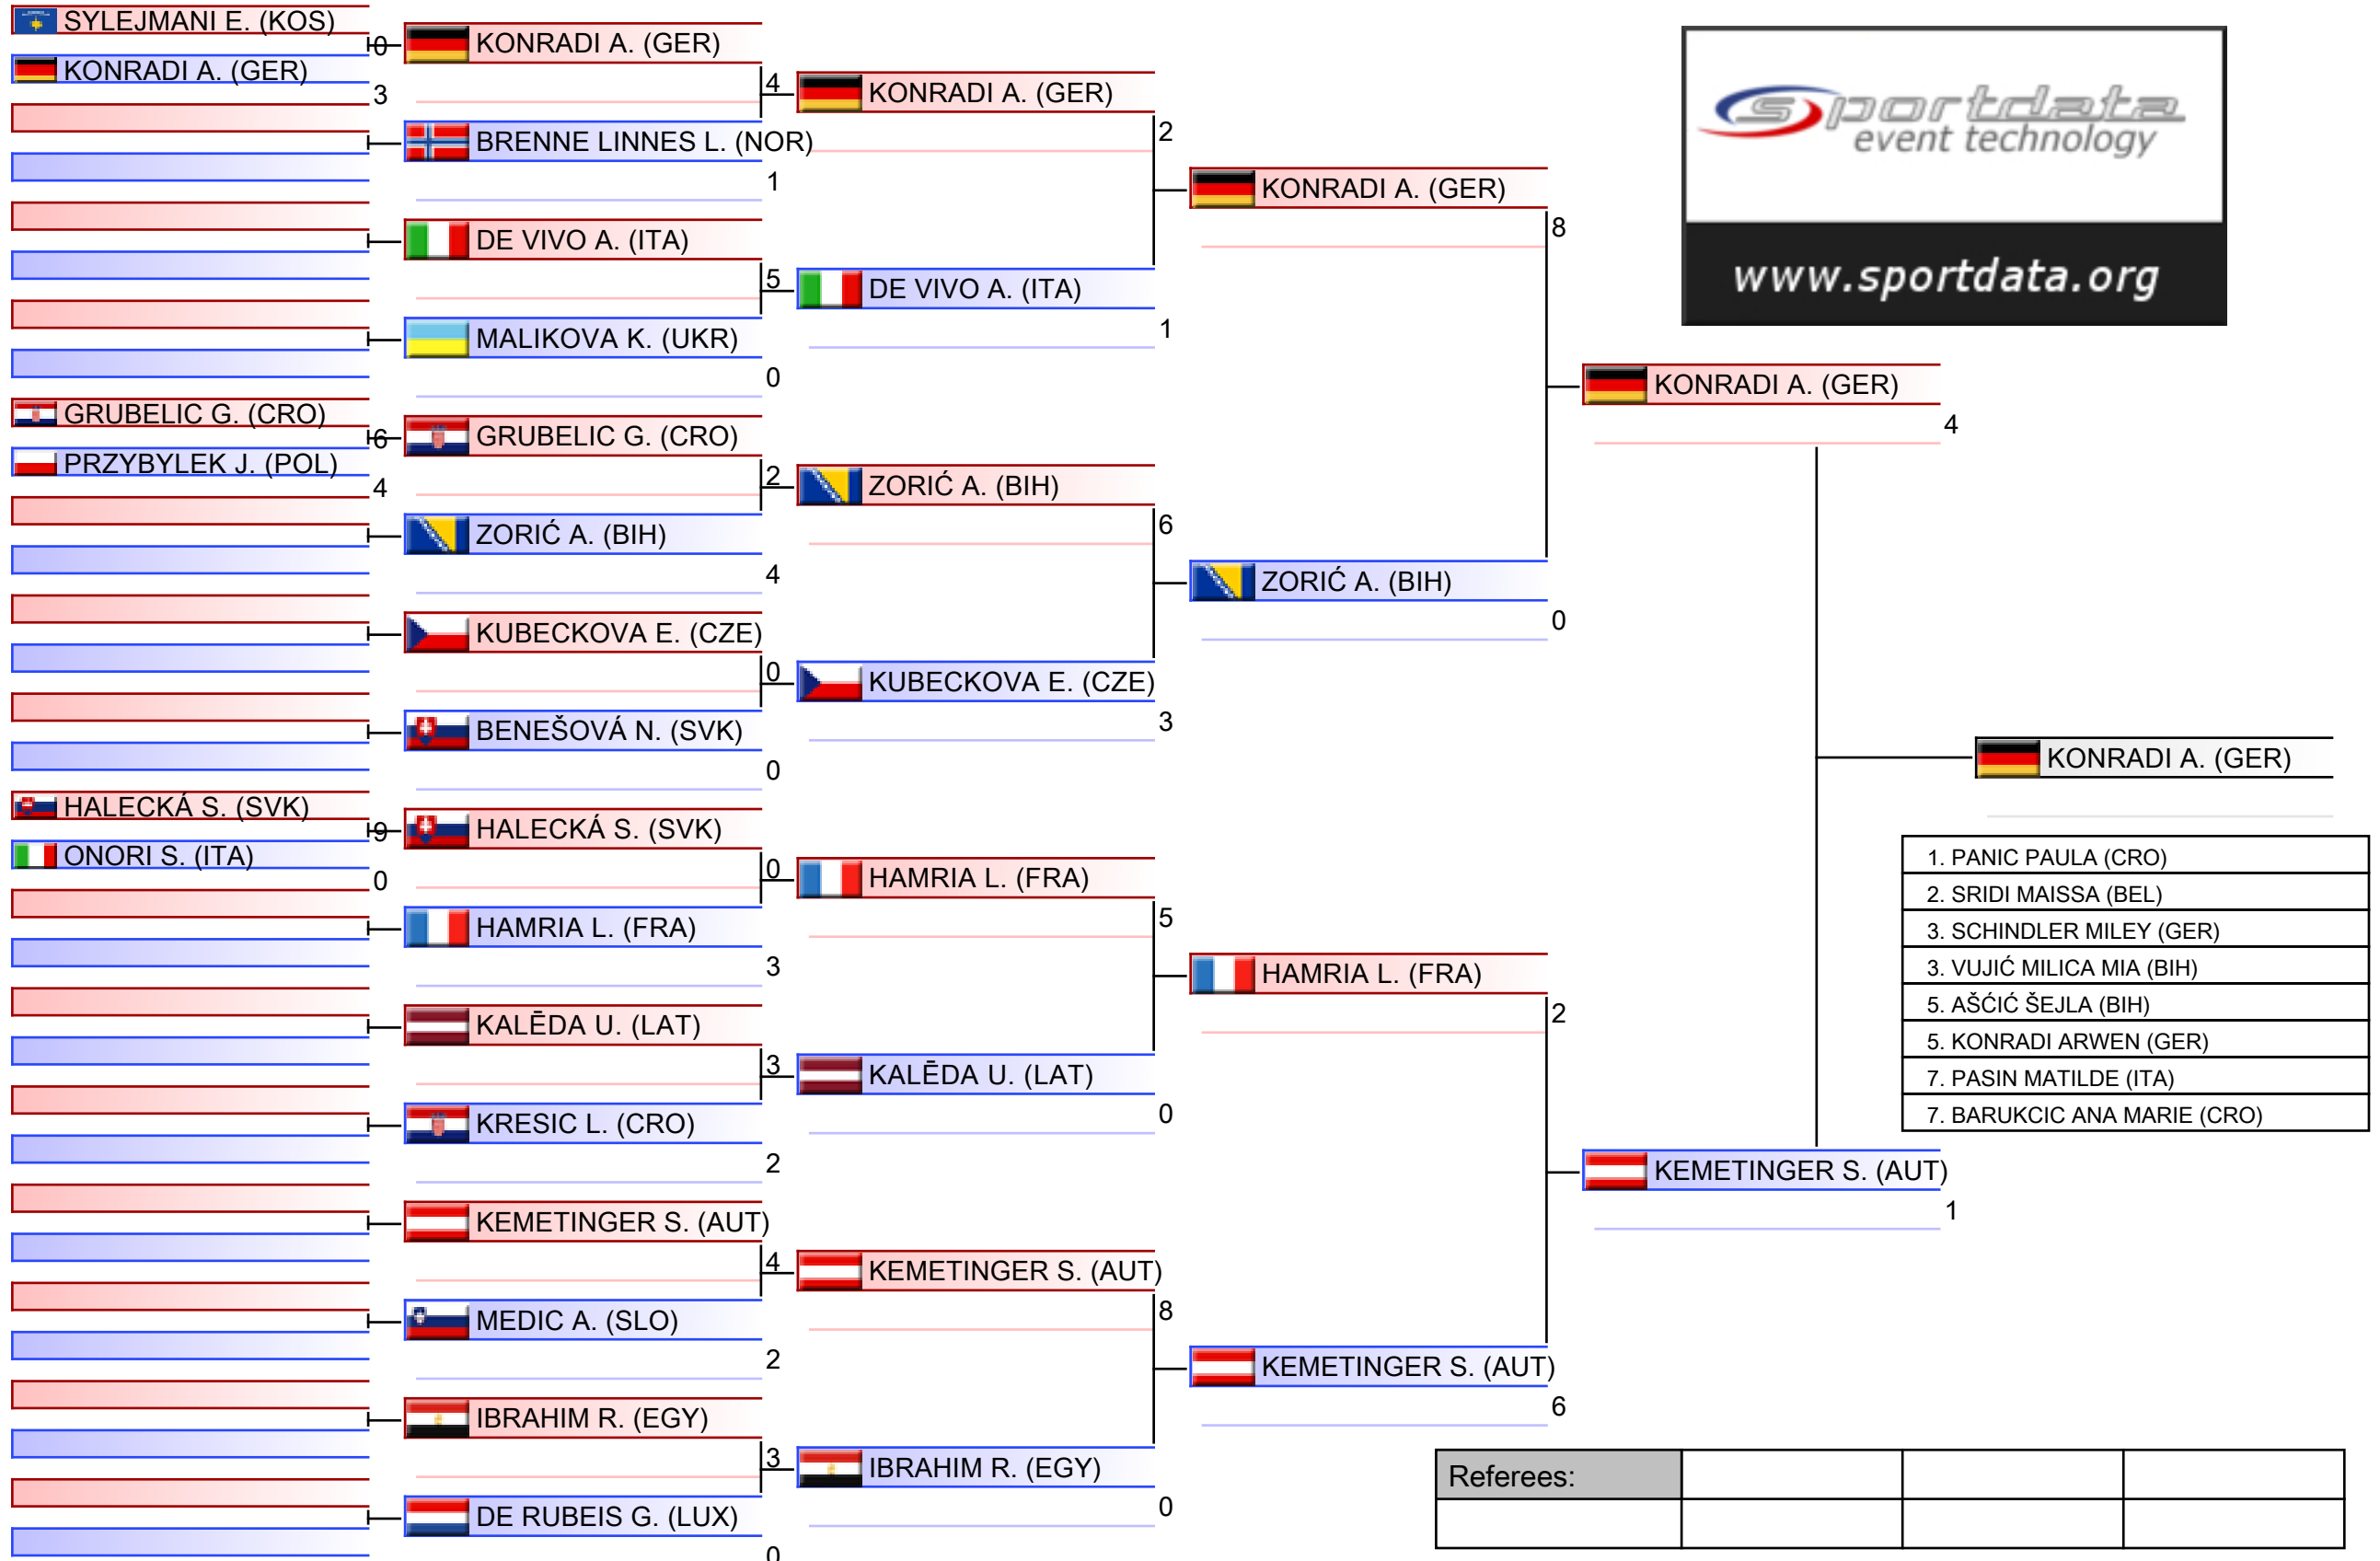 SYLEJMANI E. (KOS)
0
KONRADI A. (GER)
3
GRUBELIC G. (CRO)
6
PRZYBYLEK J. (POL)
4
HALECKÁ S. (SVK)
9
ONORI S. (ITA)
0
KONRADI A. (GER)
4
BRENNE LINNES L. (NOR)
1
DE VIVO A. (ITA)
5
MALIKOVA K. (UKR)
0
GRUBELIC G. (CRO)
2
ZORIĆ A. (BIH)
4
KUBECKOVA E. (CZE)
0
BENEŠOVÁ N. (SVK)
0
HALECKÁ S. (SVK)
0
HAMRIA L. (FRA)
3
KALĒDA U. (LAT)
3
KRESIC L. (CRO)
2
KEMETINGER S. (AUT)
4
MEDIC A. (SLO)
2
IBRAHIM R. (EGY)
3
DE RUBEIS G. (LUX)
0
KONRADI A. (GER)
2
DE VIVO A. (ITA)
1
ZORIĆ A. (BIH)
6
KUBECKOVA E. (CZE)
3
HAMRIA L. (FRA)
5
KALĒDA U. (LAT)
0
KEMETINGER S. (AUT)
8
IBRAHIM R. (EGY)
0
KONRADI A. (GER)
8
ZORIĆ A. (BIH)
0
HAMRIA L. (FRA)
2
KEMETINGER S. (AUT)
6
KONRADI A. (GER)
4
KEMETINGER S. (AUT)
1
KONRADI A. (GER)
sportdata
event technology
www.sportdata.org
1. PANIC PAULA (CRO)
2. SRIDI MAISSA (BEL)
3. SCHINDLER MILEY (GER)
3. VUJIĆ MILICA MIA (BIH)
5. AŠĆIĆ ŠEJLA (BIH)
5. KONRADI ARWEN (GER)
7. PASIN MATILDE (ITA)
7. BARUKCIC ANA MARIE (CRO)
Referees: